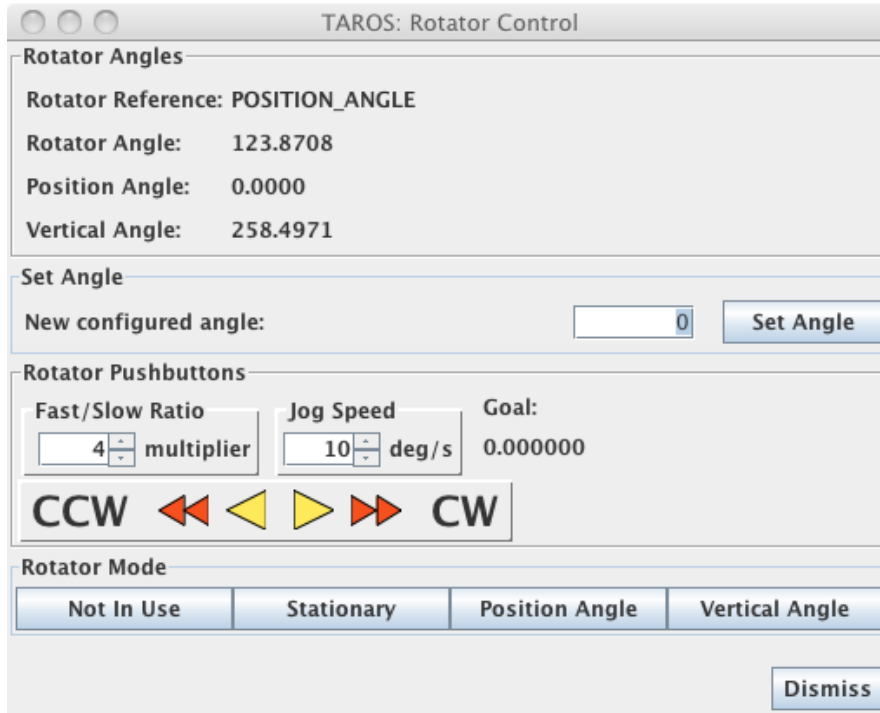 TAROS: Rotator Control
Rotator Angles
Rotator Reference: POSITION_ANGLE
Rotator Angle: 123.8708
Position Angle: 0.0000
Vertical Angle: 258.4971
Set Angle
New configured angle: 0 Set Angle
Rotator Pushbuttons
Fast/Slow Ratio Jog Speed Goal:
4 multiplier 10 deg/s 0.000000
CCW CW
Rotator Mode
Not In Use Stationary Position Angle Vertical Angle
Dismiss